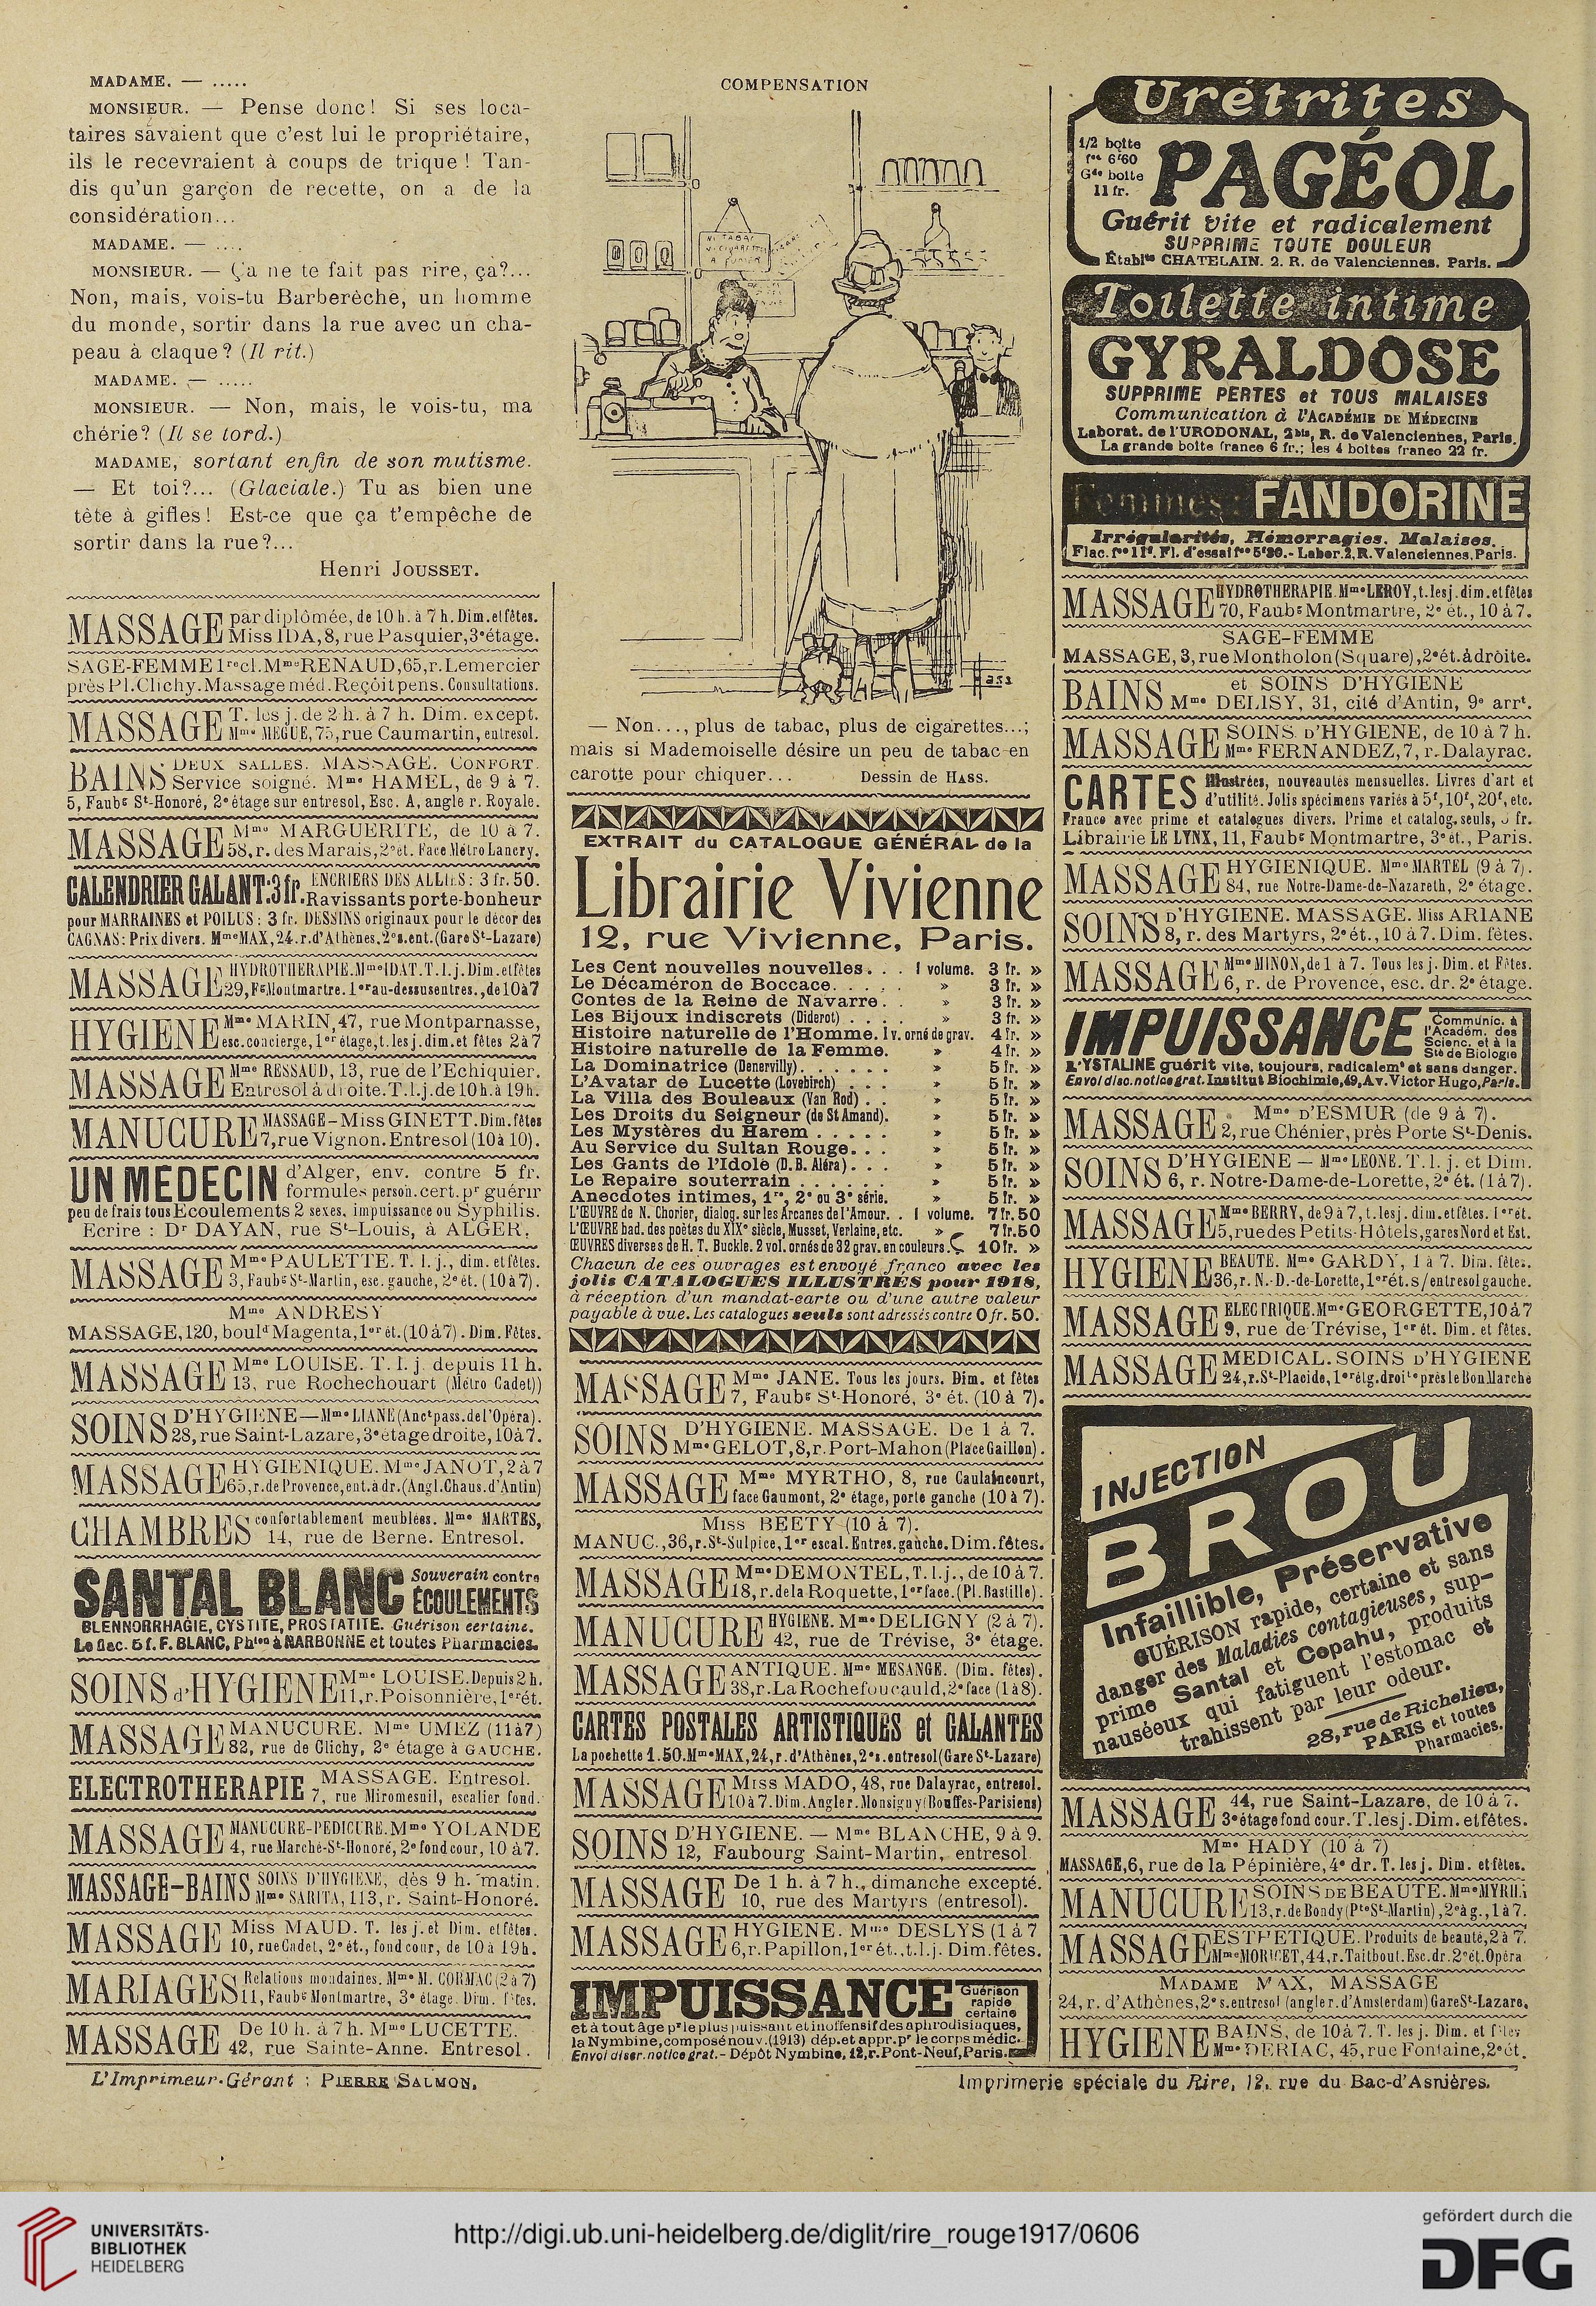 MADAME. — .....
MONSIEUR. — Pense donc! Si ses loca-
taires savaient que c'est lui le propriétaire,
ils le recevraient à coups de trique! Tan-
dis qu'un garçon de recette, on a de la
considération...
MADAME. — ....
MONSIEUR. — Ça ne te fait pas rire, ça?...
Non, mais, vois-tu Barberèche, un homme
du monde, sortir dans la rue avec un cha-
peau à claque? (Il rit.)
MADAME. — .....
MONSIEUR. — Non, mais, le vois-tu, ma
chérie? (Il se tord.)
MADAME, sortant enfin de son mutisme.
— Et toi?... (Glaciale.) Tu as bien une
tête à gifles! Est-ce que ça t'empêche de
sortir dans la rue?...
Henri JOUSSET.
MASSAGE par diplômée, de 10 h. à 7 h. Dim. et fêtes.
Miss IDA, 8, rue Pasquier, 3e étage.
SAGE-FEMME 1re cl. Mme RENAUD, 65, r. Lemercier
près Pl. Clichy. Massage méd. Reçoit pens. Consultations.
MASSAGE T. les j. de 2 h. à 7 h. Dim. except.
Mme MEGUE, 75, rue Caumartin, entresol.
BAINS DEUX SALLES. MASSAGE. CONFORT.
Service soigné. Mme HAMEL, de 9 à 7.
5, Faubg St-Honoré, 2e étage sur entresol, Esc. A, angle r. Royale.
MASSAGE Mme MARGUERITE, de 10 à 7.
58, r. des Marais, 2e ét. Face Métro Lancry.
CALENDRIER GALANT: 3 fr. ENCRIERS DES ALLIÉS: 3 fr. 50.
Ravissants porte-bonheur
pour MARRAINES et POILUS: 3 fr. DESSINS originaux pour le décor des
CAGNAS: Prix divers. Mme MAX, 24, r. d'Athènes, 2e s. ent. (Gare St-Lazare)
MASSAGE HYDROTHERAPIE. Mme IDAT. T. l. j. Dim. et fêtes
29, Fg Montmartre. 1er au-dessus entres., de 10 à 7
HYGIENE Mme MARIN, 47, rue Montparnasse,
esc. concierge, 1er étage, t. les j. dim. et fêtes 2 à 7
MASSAGE Mme RESSAUD, 13, rue de l'Echiquier.
Entresol à droite. T. l. j. de 10 h. à 19 h.
MANUCURE MASSAGE - Miss GINETT. Dim. fêtes
7, rue Vignon. Entresol (10 à 10).
UN MEDECIN d'Alger, env. contre 5 fr.
formules person. cert. pr guérir
peu de frais tous Ecoulements 2 sexes, impuissance ou Syphilis.
Ecrire : Dr DAYAN, rue St-Louis, à ALGER.
MASSAGE Mme PAULETTE. T. l. j., dim. et fêtes.
3, Faubg St-Martin, esc. gauche, 2e ét. (10 à 7).
Mme ANDRESY
MASSAGE, 120, bould Magenta, 1er ét. (10 à 7). Dim. Fêtes.
MASSAGE Mme LOUISE. T. l. j. depuis 11 h.
13, rue Rochechouart (Métro Cadet))
SOINS D'HYGIENE — Mme LIANE (Anct pass. de l'Opéra).
28, rue Saint-Lazare, 3e étage droite, 10 à 7.
MASSAGE HYGIENIQUE. Mme JANOT, 2 à 7
65, r. de Provence, ent. à dr. (Angl. Chaus. d'Antin)
CHAMBRES confortablement meublées. Mme MARTES,
14, rue de Berne. Entresol.
SANTAL BLANC Souverain contre
ÉCOULEMENTS
BLENNORRHAGIE, CYSTITE, PROSTATITE. Guérison certaine.
Le flac. 5 f. F. BLANC, Phien à NARBONNE et toutes Pharmacies.
SOINS d'HYGIENE Mme LOUISE. Depuis 2 h.
11, r. Poisonnière, 1er ét.
MASSAGE MANUCURE. Mme UMEZ (11 à 7)
82, rue de Clichy, 2e étage à GAUCHE.
ELECTROTHERAPIE MASSAGE. Entresol.
7, rue Miromesnil, escalier fond.
MASSAGE MANUCURE-PEDICURE. Mme YOLANDE
4, rue Marché-St-Honoré, 2e fond cour, 10 à 7.
MASSAGE-BAINS SOINS D'HYGIENE, dès 9 h. matin.
Mme SARITA, 113, r. Saint-Honoré.
MASSAGE Miss MAUD. T. les j. et Dim. et fêtes.
10, rue Cadet, 2e ét., fond cour, de 10 à 19 h.
MARIAGES Relations mondaines. Mme M. CORMAC (2 à 7)
11, Faubg Montmartre, 3e étage. Dim. fêtes.
MASSAGE De 10 h. à 7 h. Mme LUCETTE.
42, rue Sainte-Anne. Entresol.
L'Imprimeur-Gérant : PIERRE SALMON.
COMPENSATION
NI TABAC
NI CIGARETTES
A FUMER
Hass
— Non..., plus de tabac, plus de cigarettes...;
mais si Mademoiselle désire un peu de tabac en
carotte pour chiquer...
Dessin de HASS.
EXTRAIT du CATALOGUE GÉNÉRAL de la
Librairie Vivienne
12, rue Vivienne, Paris.
Les Cent nouvelles nouvelles. . . 1 volume. 3 fr. »
Le Décaméron de Boccace. . . . . » 3 fr. »
Contes de la Reine de Navarre. . » 3 fr. »
Les Bijoux indiscrets (Diderot) . . . . » 3 fr. »
Histoire naturelle de l'Homme. 1 v. orné de grav. 4 fr. »
Histoire naturelle de la Femme. » 4 fr. »
La Dominatrice (Denervilly). . . . . . » 5 fr. »
L'Avatar de Lucette (Lovebirch) . . . » 5 fr. »
La Villa des Bouleaux (Van Rod) . . » 5 fr. »
Les Droits du Seigneur (de St Amand). » 5 fr. »
Les Mystères du Harem . . . . . » 5 fr. »
Au Service du Sultan Rouge. . . » 5 fr. »
Les Gants de l'Idole (D. B. Aléra). . . » 5 fr. »
Le Repaire souterrain . . . . . . » 5 fr. »
Anecdotes intimes, 1re, 2e ou 3e série. » 5 fr. »
L'ŒUVRE de N. Chorier, dialog. sur les Arcanes de l'Amour. . 1 volume. 7 fr. 50
L'ŒUVRE bad. des poètes du XIXe siècle, Musset, Verlaine, etc. » 7 fr. 50
ŒUVRES diverses de H. T. Buckle. 2 vol. ornés de 32 grav. en couleurs. 10 fr. »
Chacun de ces ouvrages est envoyé franco avec les
jolis CATALOGUES ILLUSTRÉS pour 1918,
à réception d'un mandat-carte ou d'une autre valeur
payable à vue. Les catalogues seuls sont adressés contre 0 fr. 50.
MASSAGE Mme JANE. Tous les jours. Dim. et fêtes
7, Faubg St-Honoré, 3e ét. (10 à 7).
SOINS D'HYGIENE. MASSAGE. De 1 à 7.
Mme GELOT, 8, r. Port-Mahon (Place Gaillon).
MASSAGE Mme MYRTHO, 8, rue Caulaincourt,
face Gaumont, 2e étage, porte gauche (10 à 7).
Miss BEETY (10 à 7).
MANUC., 36, r. St-Sulpice, 1er escal. Entres. gauche. Dim. fêtes.
MASSAGE Mme DEMONTEL, T. l. j., de 10 à 7.
18, r. de la Roquette, 1er face. (Pl. Bastille).
MANUCURE HYGIENE. Mme DELIGNY (2 à 7).
42, rue de Trévise, 3e étage.
MASSAGE ANTIQUE. Mme MESANGE. (Dim. fêtes).
38, r. La Rochefoucauld, 2e face (1 à 8).
CARTES POSTALES ARTISTIQUES et GALANTES
La pochette 1.50. Mme MAX, 24, r. d'Athènes, 2e s. entresol (Gare St-Lazare)
MASSAGE Miss MADO, 48, rue Dalayrac, entresol.
10 à 7. Dim. Angle r. Monsigny (Bouffes-Parisiens)
SOINS D'HYGIENE. — Mme BLANCHE, 9 à 9.
12, Faubourg Saint-Martin, entresol.
MASSAGE De 1 h. à 7 h., dimanche excepté.
10, rue des Martyrs (entresol).
MASSAGE HYGIENE. Mme DESLYS (1 à 7
6, r. Papillon, 1er ét., t. l. j. Dim. fêtes.
IMPUISSANCE Guérison
rapide
certaine
et à tout âge pr le plus puissant et inoffensif des aphrodisiaques,
la Nymbine, composé nouv. (1913) dép. et appr. pr le corps médic.
Envoi discr. notice grat. - Dépôt Nymbine, 12, r. Pont-Neuf, Paris.
Urétrites
1/2 boîte
fco 6f60
Gde boîte
11 fr.
PAGÉOL
Guérit vite et radicalement
SUPPRIME TOUTE DOULEUR
Établts CHATELAIN. 2. R. de Valenciennes. Paris.
Toilette intime
GYRALDOSE
SUPPRIME PERTES et TOUS MALAISES
Communication à l'ACADÉMIE DE MÉDECINE
Laborat. de l'URODONAL, 2bis, R. de Valenciennes, Paris.
La grande boîte franco 6 fr.; les 4 boîtes franco 22 fr.
Femmes: FANDORINE
Irrégularités, Hémorragies. Malaises.
Flac. fco 11f. Fl. d'essai fco 5f30. - Labor. 2, R. Valenciennes, Paris.
MASSAGE HYDROTHERAPIE. Mme LEROY, t. les j. dim. et fêtes
70, Faubg Montmartre, 2e ét., 10 à 7.
SAGE-FEMME
MASSAGE, 3, rue Montholon (Square), 2e ét. à droite.
BAINS et SOINS D'HYGIENE
Mme DELISY, 31, cité d'Antin, 9e arrt.
MASSAGE SOINS D'HYGIENE, de 10 à 7 h.
Mme FERNANDEZ, 7, r. Dalayrac.
CARTES Illustrées, nouveautés mensuelles. Livres d'art et
d'utilité. Jolis spécimens variés à 5f, 10f, 20f, etc.
Franco avec prime et catalogues divers. Prime et catalog. seuls, 5 fr.
Librairie LE LYNX, 11, Faubg Montmartre, 3e ét., Paris.
MASSAGE HYGIENIQUE. Mme MARTEL (9 à 7).
84, rue Notre-Dame-de-Nazareth, 2e étage.
SOINS D'HYGIENE. MASSAGE. Miss ARIANE
8, r. des Martyrs, 2e ét., 10 à 7. Dim. fêtes.
MASSAGE Mme MINON, de 1 à 7. Tous les j. Dim. et Fêtes.
6, r. de Provence, esc. dr. 2e étage.
IMPUISSANCE Communic. à
l'Académ. des
Scienc. et à la
Sté de Biologie
L'YSTALINE guérit vite, toujours, radicalemt et sans danger.
Envoi disc. notice grat. Institut Biochimie, 49, Av. Victor Hugo, Paris.
MASSAGE Mme D'ESMUR (de 9 à 7).
2, rue Chénier, près Porte St-Denis.
SOINS D'HYGIENE — Mme LEONE. T. l. j. et Dim.
6, r. Notre-Dame-de-Lorette, 2e ét. (1 à 7).
MASSAGE Mme BERRY, de 9 à 7, t. les j. dim. et fêtes. 1er ét.
5, rue des Petits-Hôtels, gares Nord et Est.
HYGIENE BEAUTE. Mme GARDY, 1 à 7. Dim. fêtes.
36, r. N.-D.-de-Lorette, 1er ét. s/entresol gauche.
MASSAGE ELECTRIQUE. Mme GEORGETTE, 10 à 7
9, rue de Trévise, 1er ét. Dim. et fêtes.
MASSAGE MEDICAL. SOINS D'HYGIENE
24, r. St-Placide, 1er étg. droite près le Bon Marché
INJECTION
BROU
Infaillible, Préservative
GUÉRISON rapide, certaine et sans
danger des Maladies contagieuses, sup-
prime Santal et Copahu, produits
nauséeux qui fatiguent l'estomac et
trahissent par leur odeur.
28, rue de Richelieu,
PARIS et toutes
Pharmacies.
MASSAGE 44, rue Saint-Lazare, de 10 à 7.
3e étage fond cour. T. les j. Dim. et fêtes.
Mme HADY (10 à 7)
MASSAGE, 6, rue de la Pépinière, 4e dr. T. les j. Dim. et fêtes.
MANUCURE SOINS DE BEAUTE. Mme MYRILA
13, r. de Bondy (Pte St-Martin), 2e ag., 1 à 7.
MASSAGE ESTHETIQUE. Produits de beauté, 2 à 7.
Mme MORICET, 44, r. Taitbout. Esc. dr. 2e ét. Opéra
MADAME MAX, MASSAGE
24, r. d'Athènes, 2e s. entresol (angle r. d'Amsterdam) Gare St-Lazare.
HYGIENE BAINS, de 10 à 7. T. les j. Dim. et fêtes
Mme DERIAC, 45, rue Fontaine, 2e ét.
Imprimerie spéciale du Rire, 12, rue du Bac-d'Asnières.
UNIVERSITÄTS-
BIBLIOTHEK
HEIDELBERG
http://digi.ub.uni-heidelberg.de/diglit/rire_rouge1917/0606
gefördert durch die
DFG